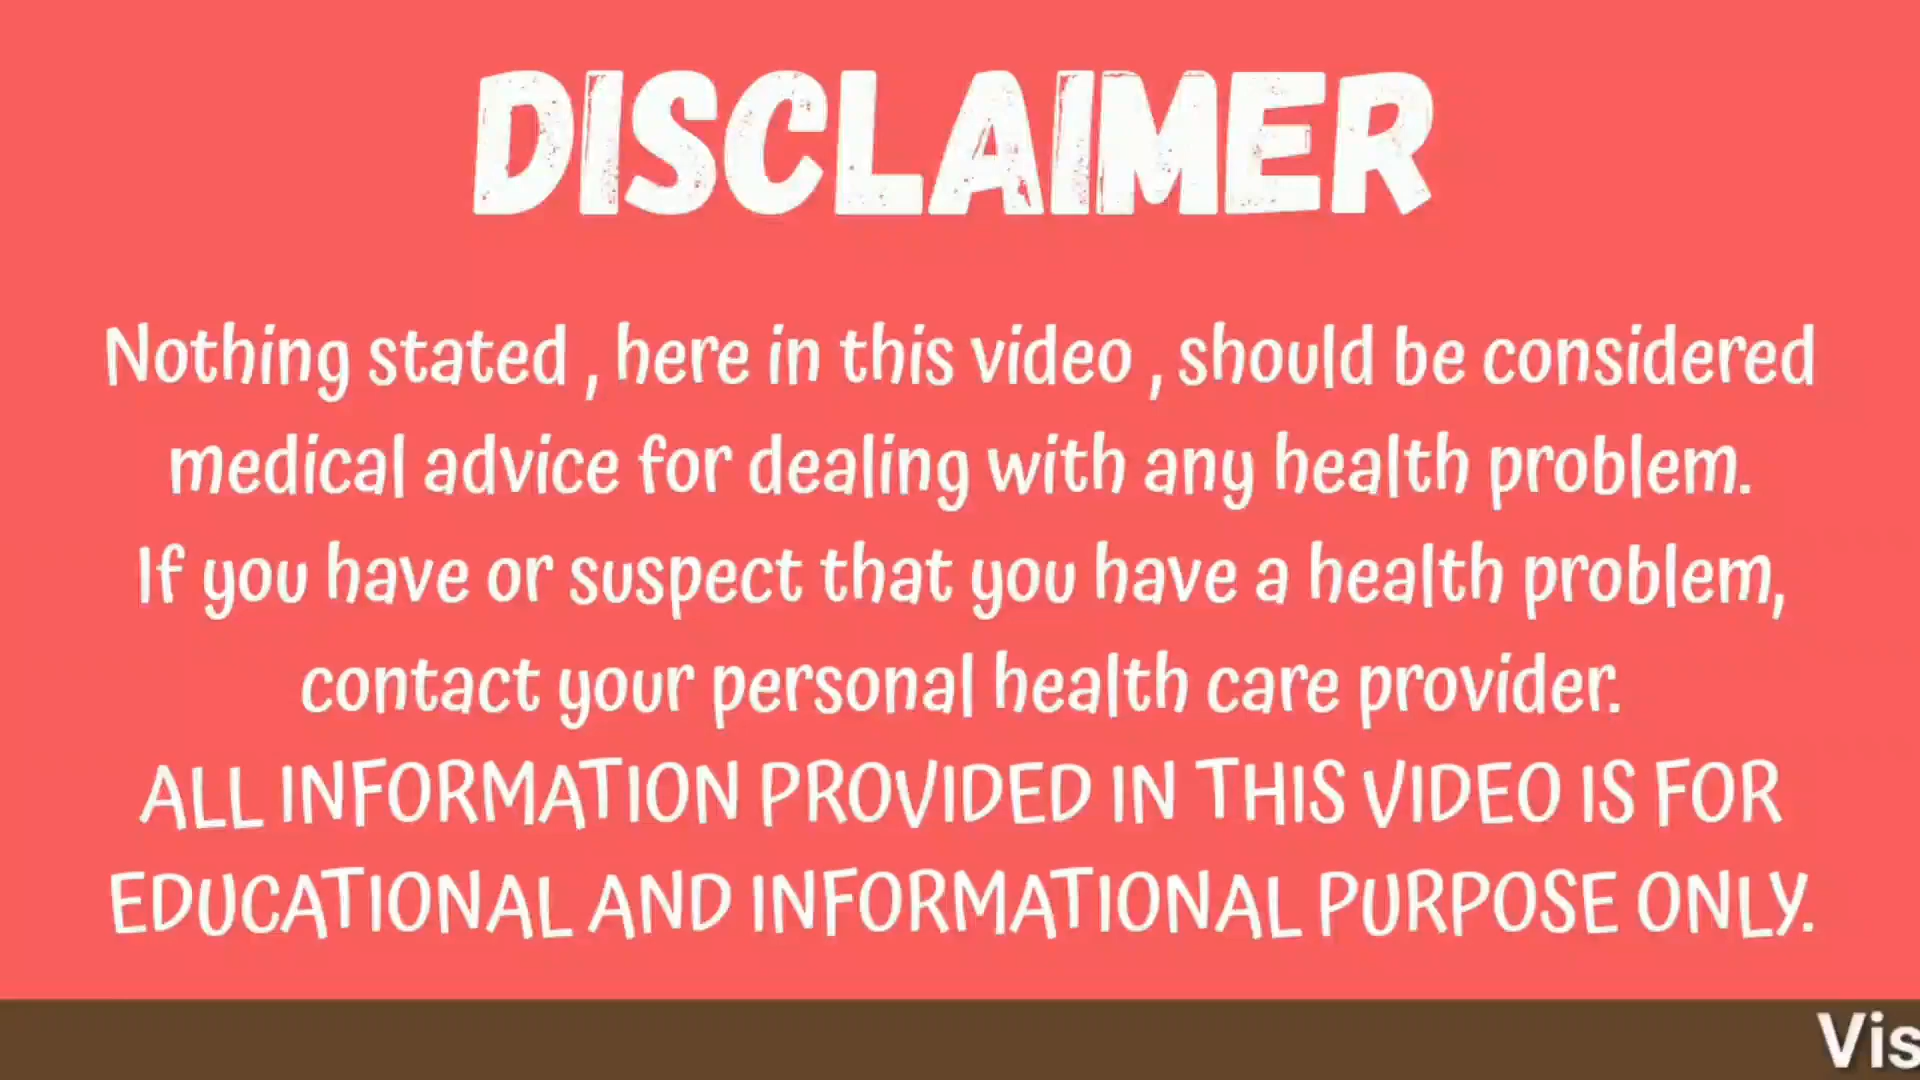 DISCLAIMER
Nothing stated , here in this video , should be considered
medical advice for dealing with any health problem.
If you have or suspect that you have a health problem,
contact your personal health care provider.
ALL INFORMATION PROVIDED IN THIS VIDEO IS FOR
EDUCATIONAL AND INFORMATIONAL PURPOSE ONLY.
Vis